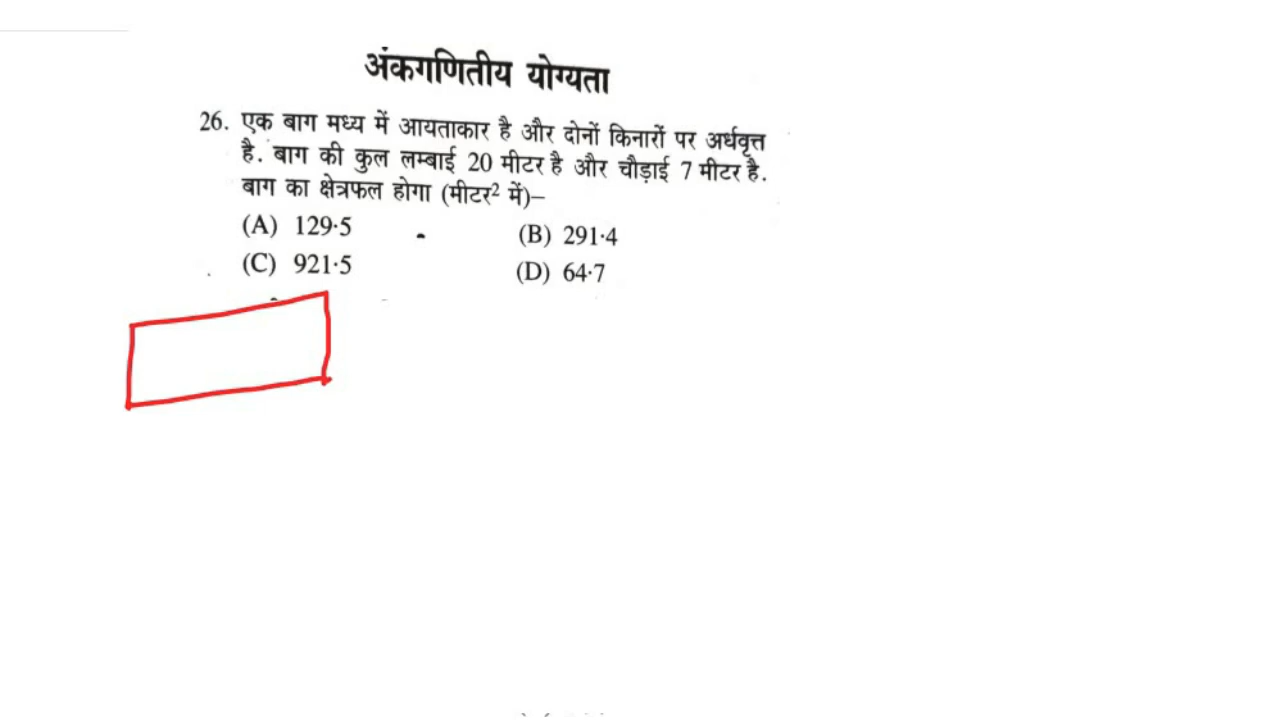 अंकगणितीय योग्यता
26. एक बाग मध्य में आयताकार है और दोनों किनारों पर अर्धवृत्त
है. बाग की कुल लम्बाई 20 मीटर है और चौड़ाई 7 मीटर है.
बाग का क्षेत्रफल होगा (मीटर² में)–
(A) 129·5 (B) 291·4
(C) 921·5 (D) 64·7